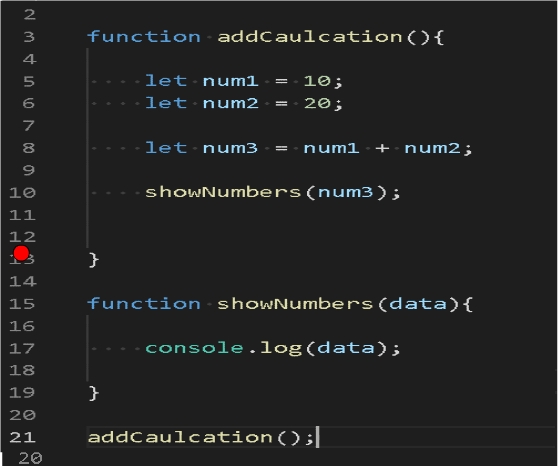 2
3 function addCaulcation(){
4
5 let num1 = 10;
6 let num2 = 20;
7
8 let num3 = num1 + num2;
9
10 showNumbers(num3);
11
12
13 }
14
15 function showNumbers(data){
16
17 console.log(data);
18
19 }
20
21 addCaulcation();
20